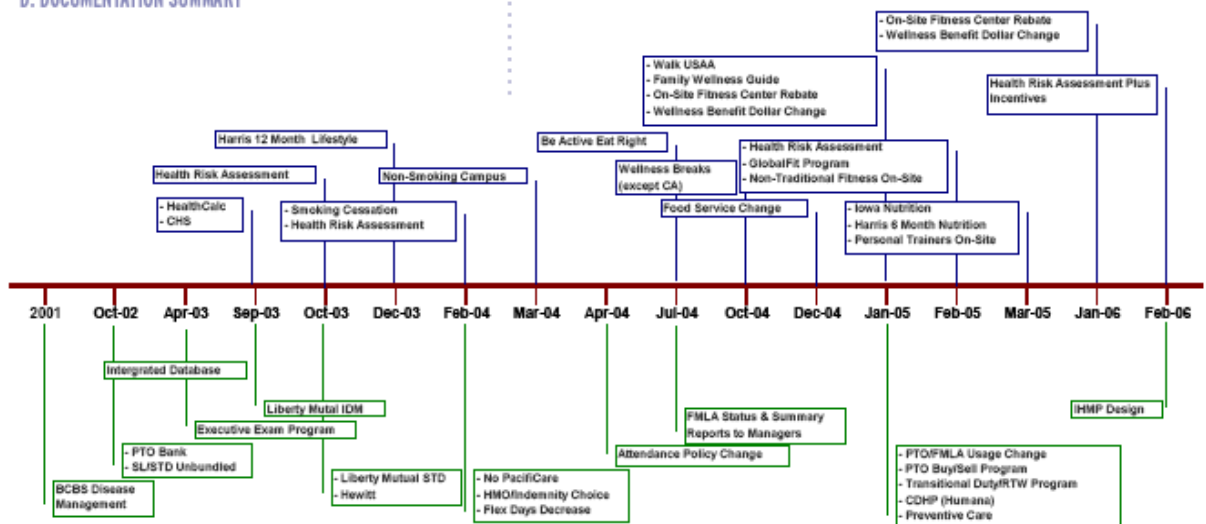 D. DOCUMENTATION SUMMARY
- On-Site Fitness Center Rebate
- Wellness Benefit Dollar Change
- Walk USAA
- Family Wellness Guide
- On-Site Fitness Center Rebate
- Wellness Benefit Dollar Change
Health Risk Assessment Plus
Incentives
Harris 12 Month Lifestyle
Be Active Eat Right
- Health Risk Assessment
- GlobalFit Program
- Non-Traditional Fitness On-Site
Health Risk Assessment
Non-Smoking Campus
Wellness Breaks
(except CA)
- HealthCalc
- CHS
- Smoking Cessation
- Health Risk Assessment
Food Service Change
- Iowa Nutrition
- Harris 6 Month Nutrition
- Personal Trainers On-Site
2001 Oct-02 Apr-03 Sep-03 Oct-03 Dec-03 Feb-04 Mar-04 Apr-04 Jul-04 Oct-04 Dec-04 Jan-05 Feb-05 Mar-05 Jan-06 Feb-06
Intergrated Database
Liberty Mutal IDM
IHMP Design
Executive Exam Program
FMLA Status & Summary
Reports to Managers
- PTO Bank
- SL/STD Unbundled
Attendance Policy Change
BCBS Disease
Management
- Liberty Mutual STD
- Hewitt
- No PacifiCare
- HMO/Indemnity Choice
- Flex Days Decrease
- PTO/FMLA Usage Change
- PTO Buy/Sell Program
- Transitional Duty/RTW Program
- CDHP (Humana)
- Preventive Care